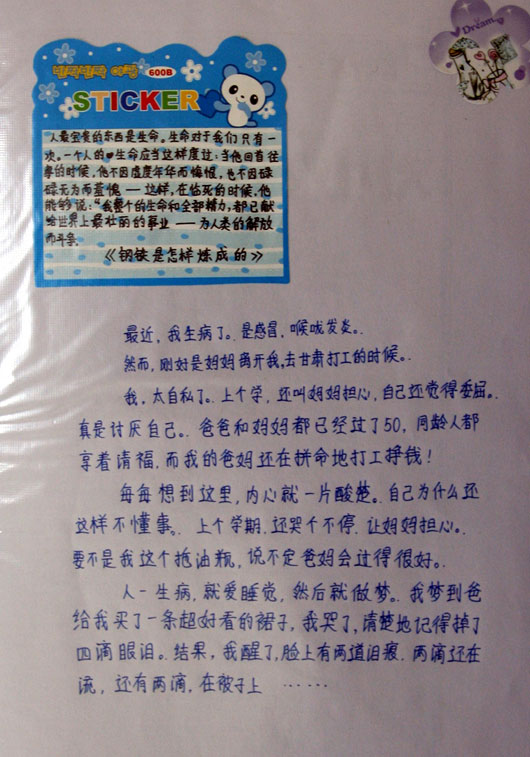 Dream
반짝반짝 이쁜 600B
STICKER
人最宝贵的东西是生命。生命对于我们只有一
次。一个人的生命应当这样度过:当他回首往
事的时候,他不因虚度年华而悔恨,也不因碌
碌无为而羞愧——这样,在临死的时候,他
能够说:"我整个的生命和全部精力,都已献
给世界上最壮丽的事业——为人类的解放
而斗争。
《钢铁是怎样炼成的》
最近,我生病了。是感冒,喉咙发炎。
然而,刚好是妈妈离开我,去甘肃打工的时候。
我,太自私了。上个学,还叫妈妈担心,自己还觉得委屈。
真是讨厌自己。爸爸和妈妈都已经过了50,同龄人都
享着请福,而我的爸妈还在拼命地打工挣钱!
每每想到这里,内心就一片酸楚。自己为什么还
这样不懂事。上个学期,还哭个不停,让妈妈担心。
要不是我这个拖油瓶,说不定爸妈会过得很好。
人一生病,就爱睡觉,然后就做梦。我梦到爸
给我买了一条超好看的裙子,我哭了,清楚地记得掉了
四滴眼泪。结果,我醒了,脸上有两道泪痕.两滴还在
流,还有两滴,在被子上……